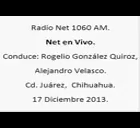 Radio Net 1060 AM.
Net en Vivo.
Conduce: Rogelio González Quiroz,
Alejandro Velasco.
Cd. Juárez,  Chihuahua.
17 Diciembre 2013.